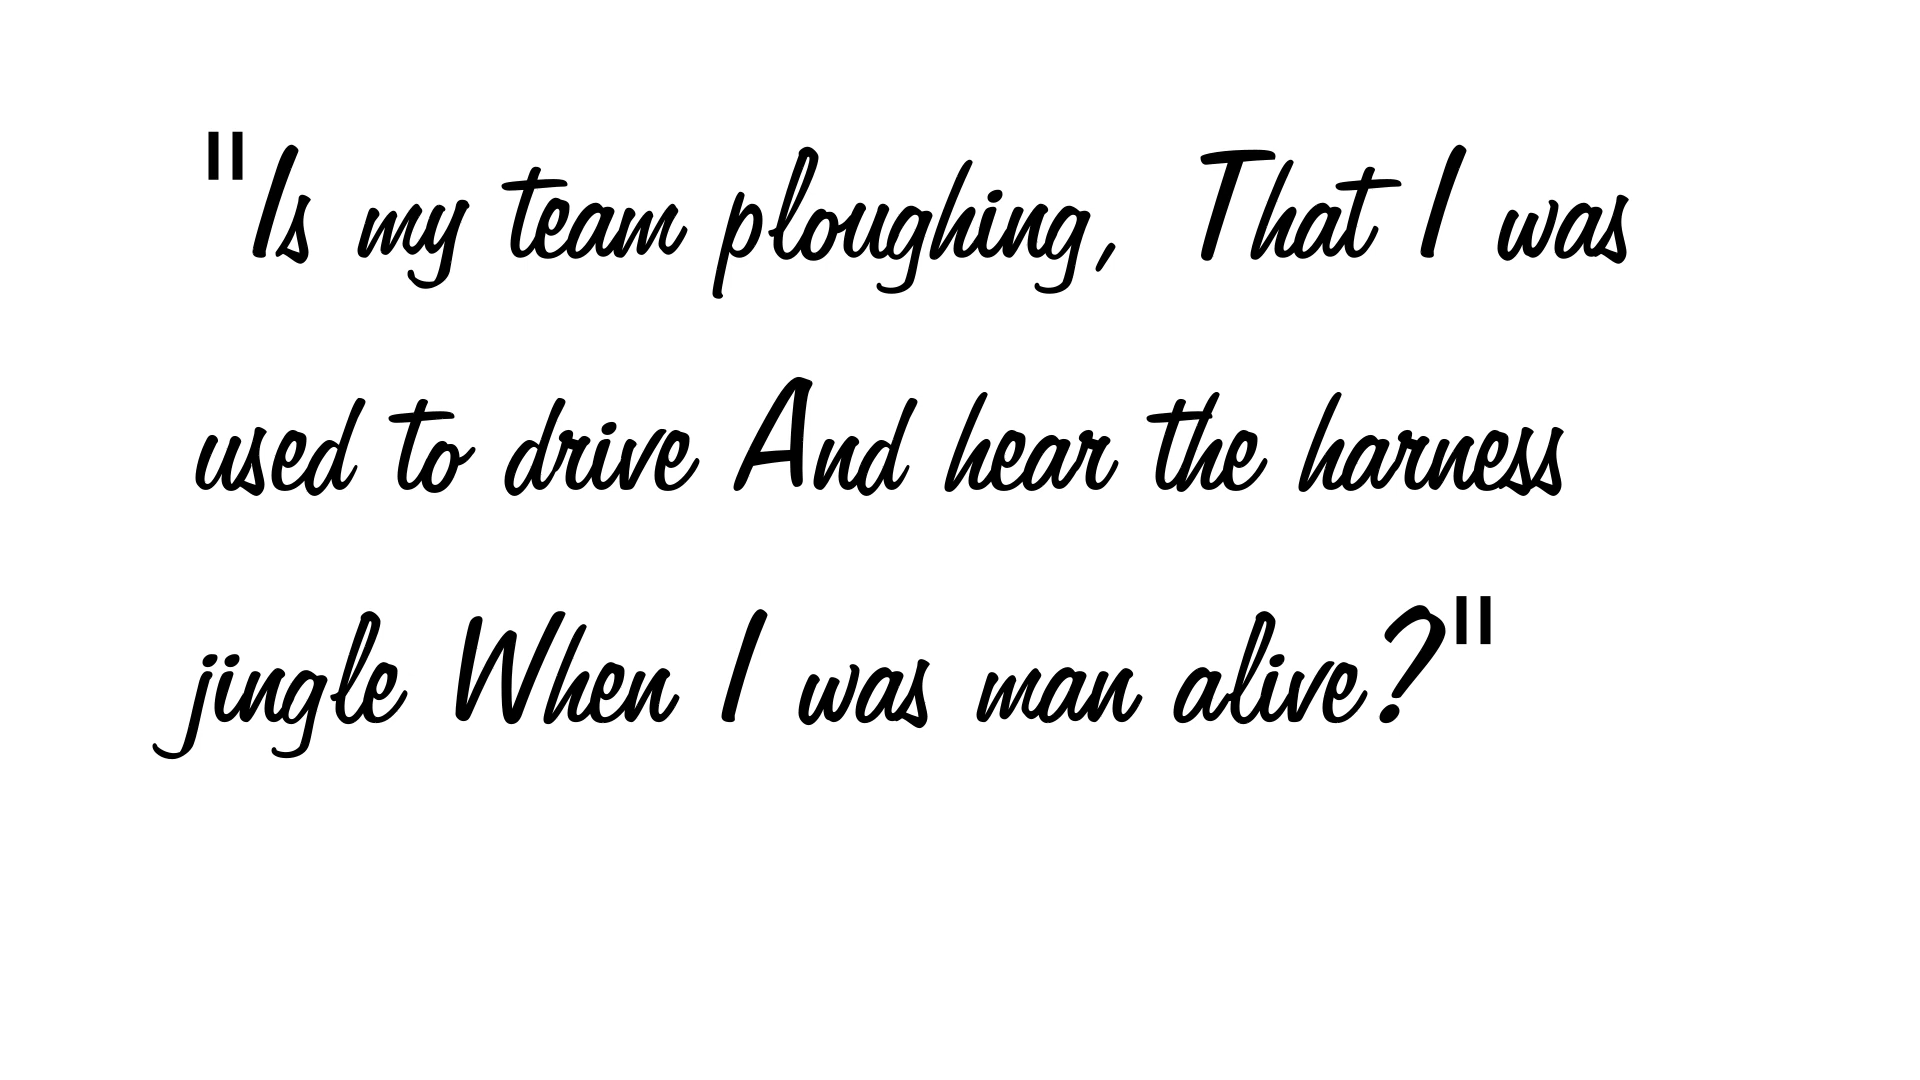 "Is my team ploughing, That I was
used to drive And hear the harness
jingle When I was man alive?"